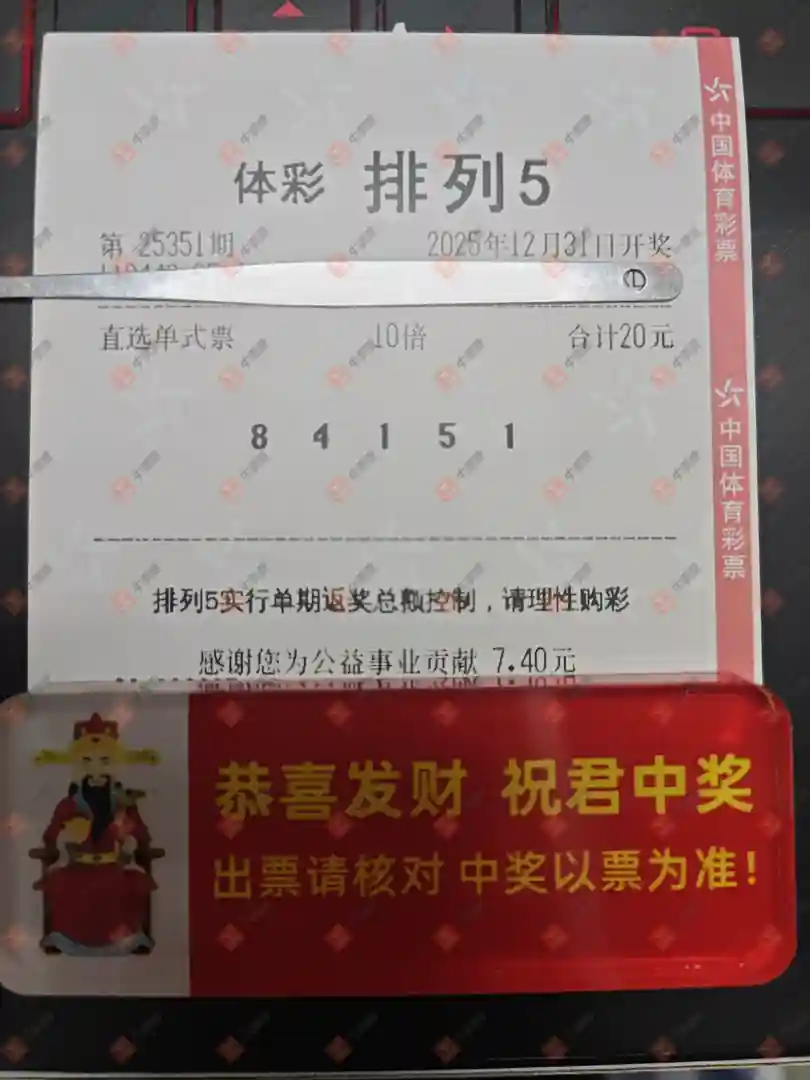 体彩 排列5
第 25351期 2025年12月31日开奖
直选单式票 10倍 合计20元
8 4 1 5 1
排列5实行单期返奖总额控制，请理性购彩
感谢您为公益事业贡献 7.40元
中国体育彩票
中国体育彩票
恭喜发财 祝君中奖
出票请核对 中奖以票为准！